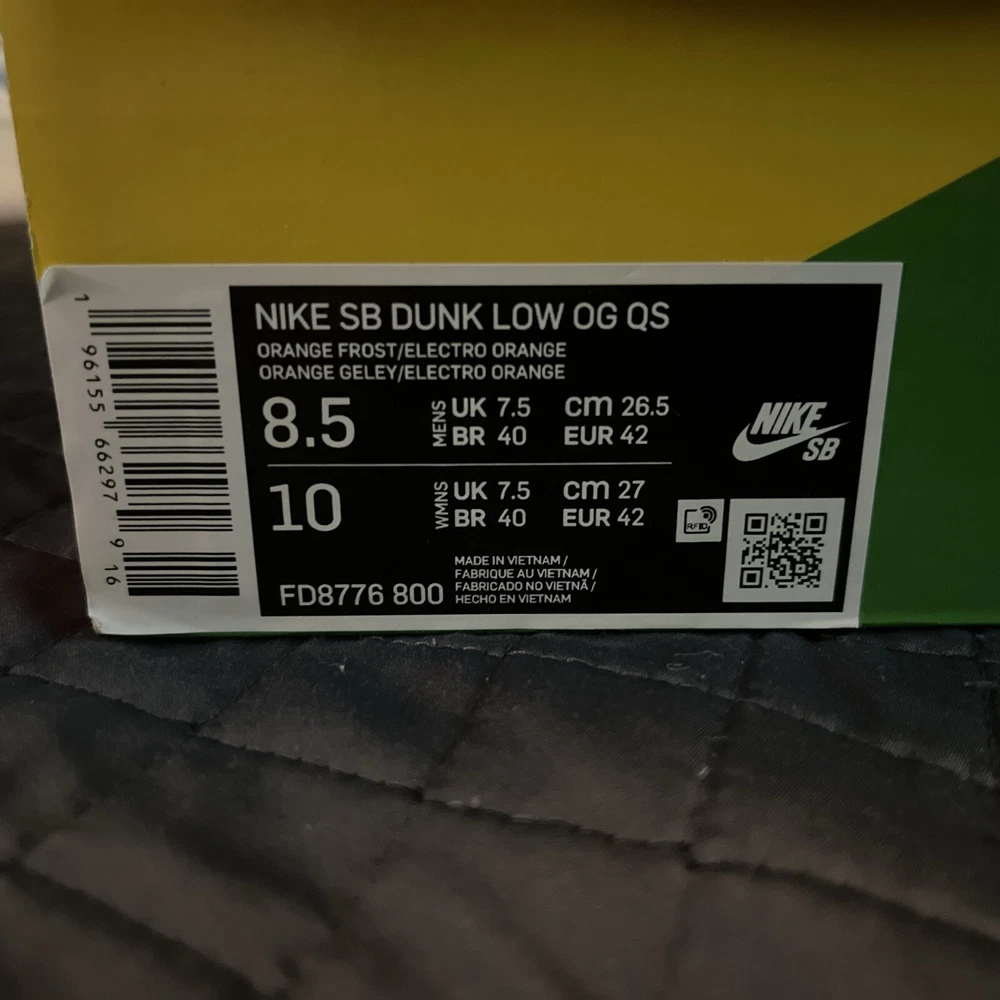 1 96155 66297 9 16
NIKE SB DUNK LOW OG QS
ORANGE FROST/ELECTRO ORANGE
ORANGE GELEY/ELECTRO ORANGE
8.5 MENS UK 7.5 CM 26.5
BR 40 EUR 42
10 WMNS UK 7.5 CM 27
BR 40 EUR 42
NIKE
SB
RFID
FD8776 800
MADE IN VIETNAM /
FABRIQUE AU VIETNAM /
FABRICADO NO VIETNÃ /
HECHO EN VIETNAM